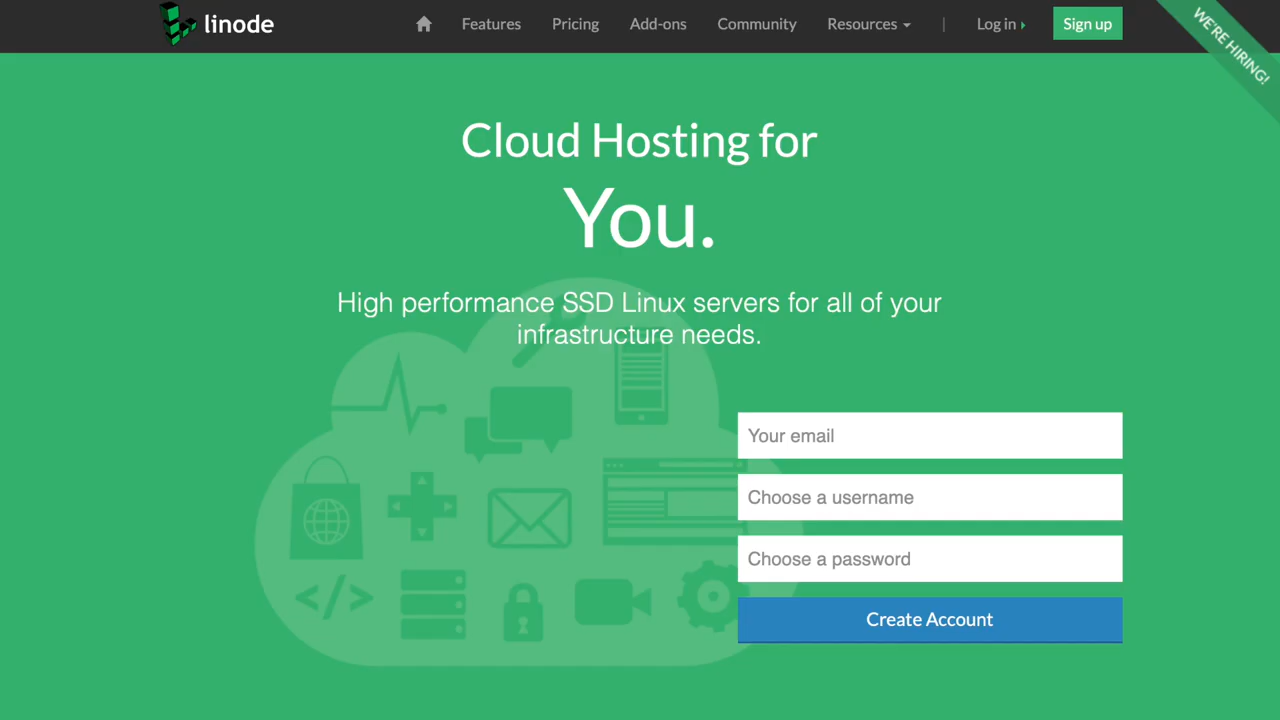 linode
Features
Pricing
Add-ons
Community
Resources
|
Log in
Sign up
WE'RE HIRING!
Cloud Hosting for
You.
High performance SSD Linux servers for all of your
infrastructure needs.
Your email
Choose a username
Choose a password
Create Account